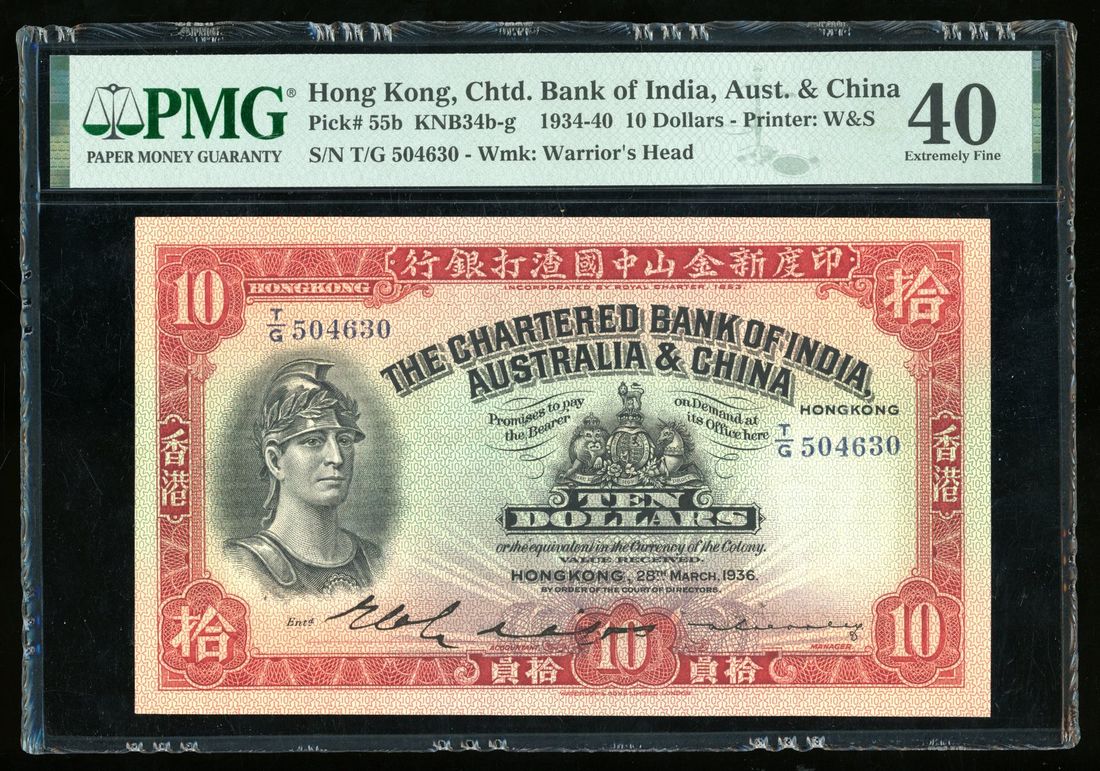 PMG®
PAPER MONEY GUARANTY
Hong Kong, Chtd. Bank of India, Aust. & China
Pick# 55b KNB34b-g 1934-40 10 Dollars - Printer: W&S
S/N T/G 504630 - Wmk: Warrior's Head
40
Extremely Fine
行銀打渣國中山金新度印
10
HONGKONG
INCORPORATED BY ROYAL CHARTER, 1853.
拾
T/G 504630
THE CHARTERED BANK OF INDIA,
AUSTRALIA & CHINA
HONGKONG
Promises to pay
the Bearer
on Demand at
its Office here
T/G 504630
香港
香港
TEN
DOLLARS
or the equivalent in the Currency of the Colony.
VALUE RECEIVED.
HONGKONG, 28TH MARCH, 1936.
BY ORDER OF THE COURT OF DIRECTORS.
拾
Entd
ACCOUNTANT
MANAGER
10
員拾
10
員拾
WATERLOW & SONS LIMITED, LONDON